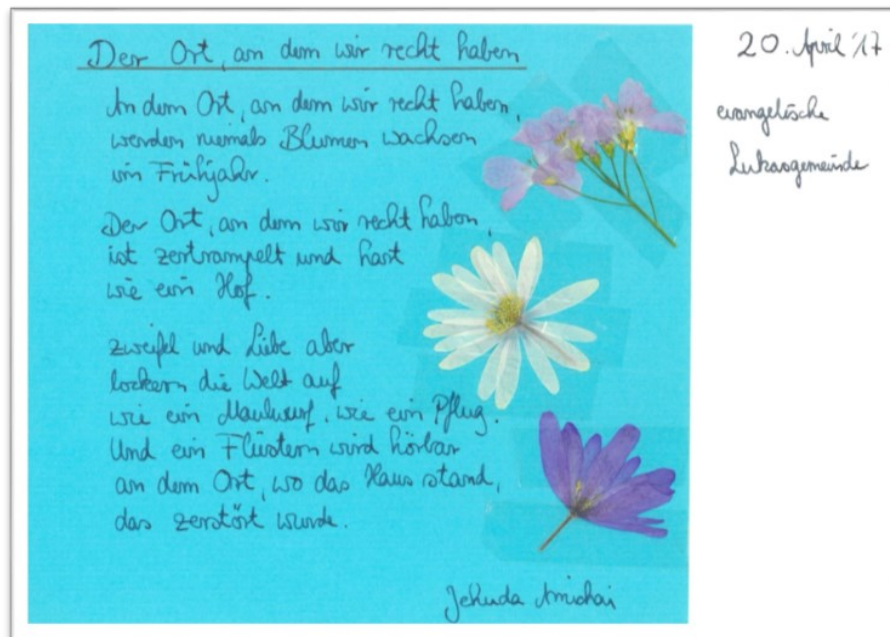 Der Ort, an dem wir recht haben
An dem Ort, an dem wir recht haben,
werden niemals Blumen wachsen
im Frühjahr.
Der Ort, an dem wir recht haben,
ist zertrampelt und hart
wie ein Hof.
Zweifel und Liebe aber
lockern die Welt auf
wie ein Maulwurf, wie ein Pflug.
Und ein Flüstern wird hörbar
an dem Ort, wo das Haus stand,
das zerstört wurde.
Jehuda Amichai
20. April '17
evangelische
Lukasgemeinde